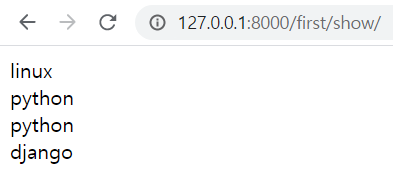 127.0.0.1:8000/first/show/
linux
python
python
django